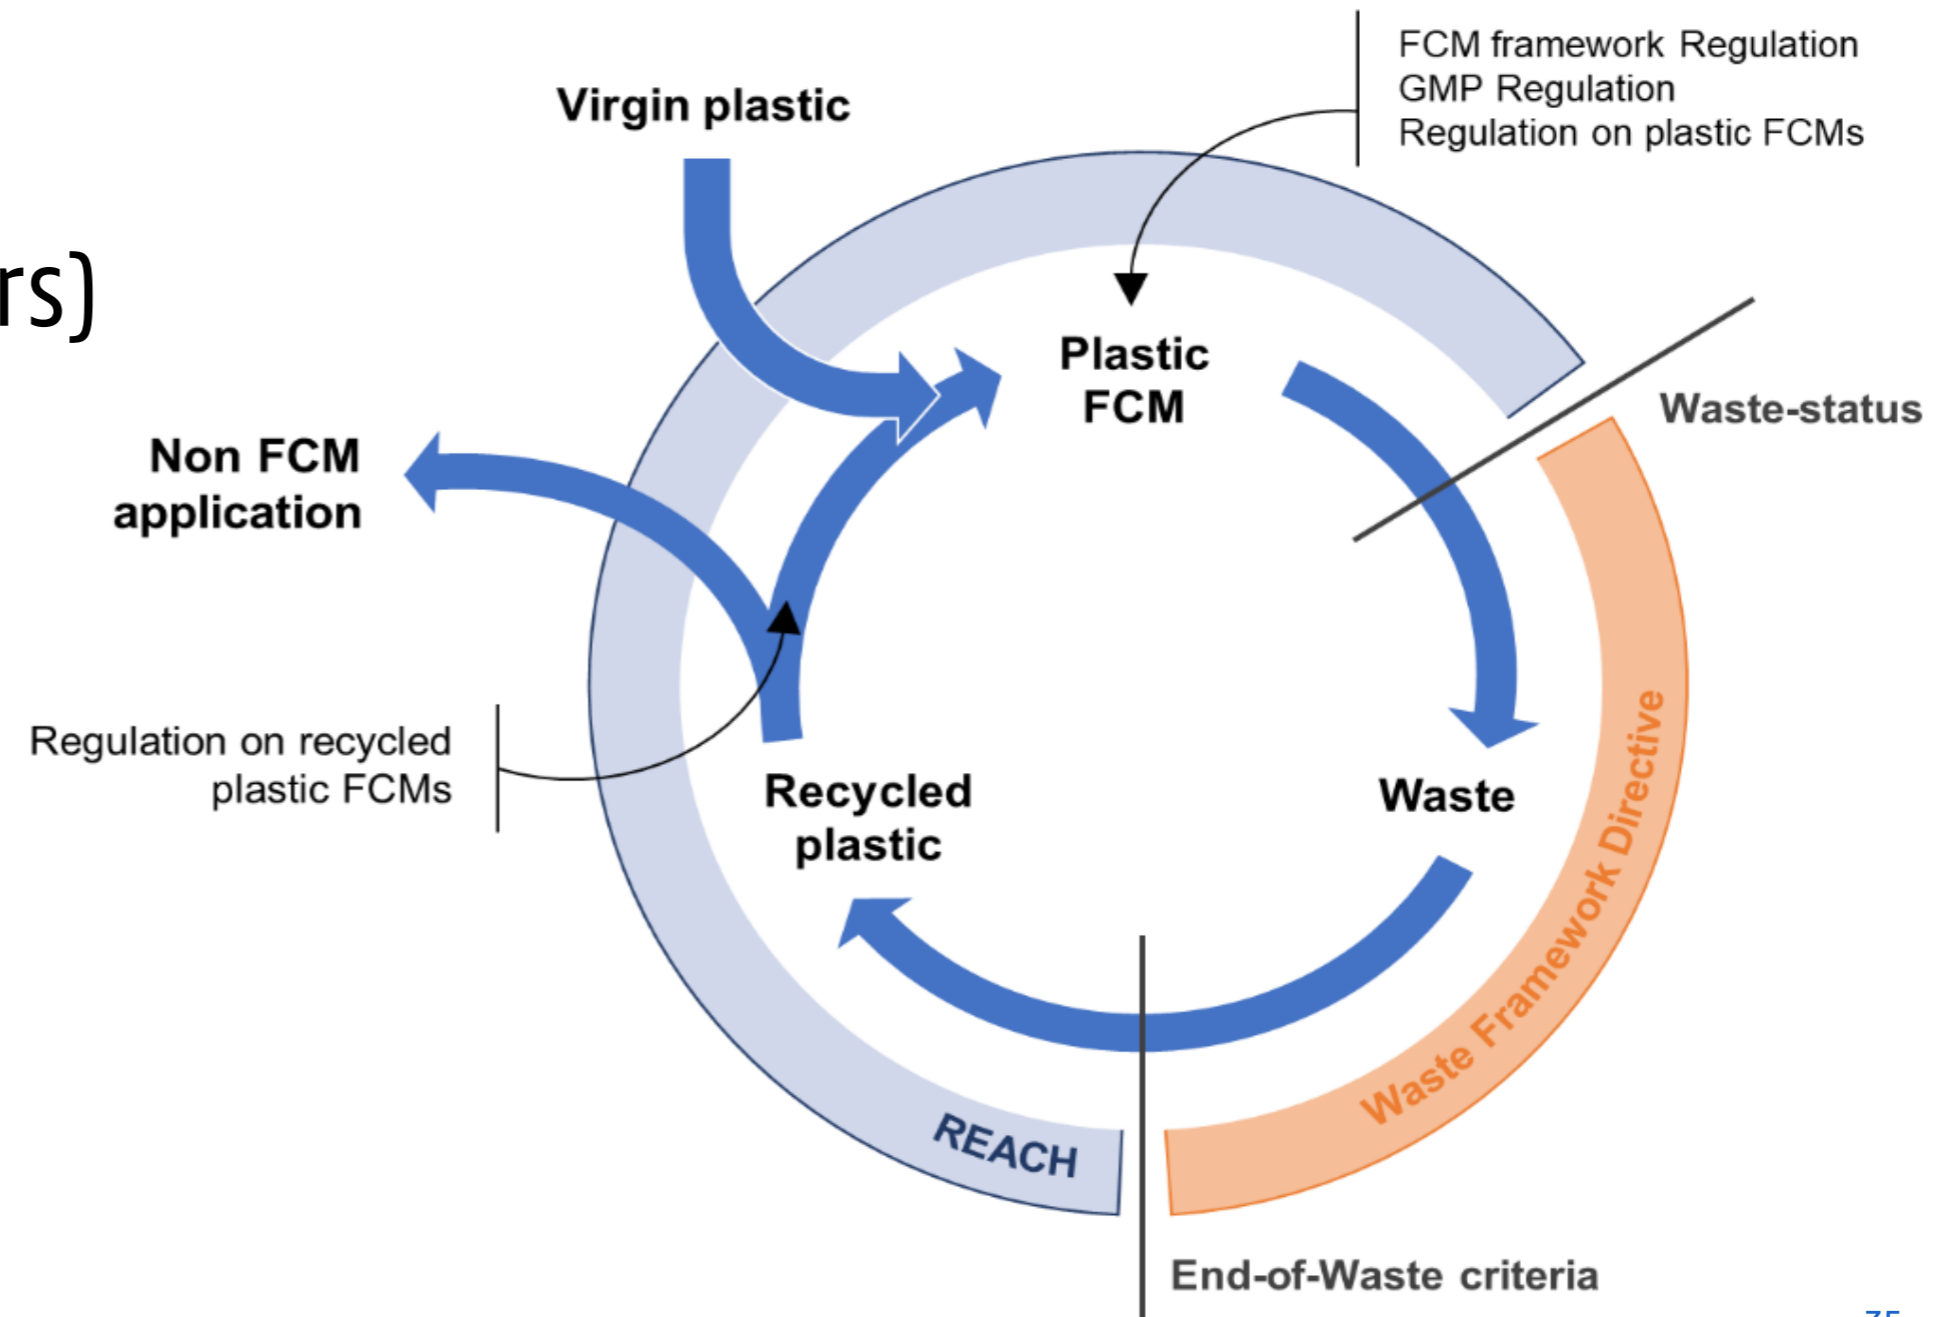 FCM framework Regulation
GMP Regulation
Regulation on plastic FCMs
Virgin plastic
rs)
Plastic
FCM
Waste-status
Non FCM
application
Regulation on recycled
plastic FCMs
Recycled
plastic
Waste
Waste Framework Directive
REACH
End-of-Waste criteria